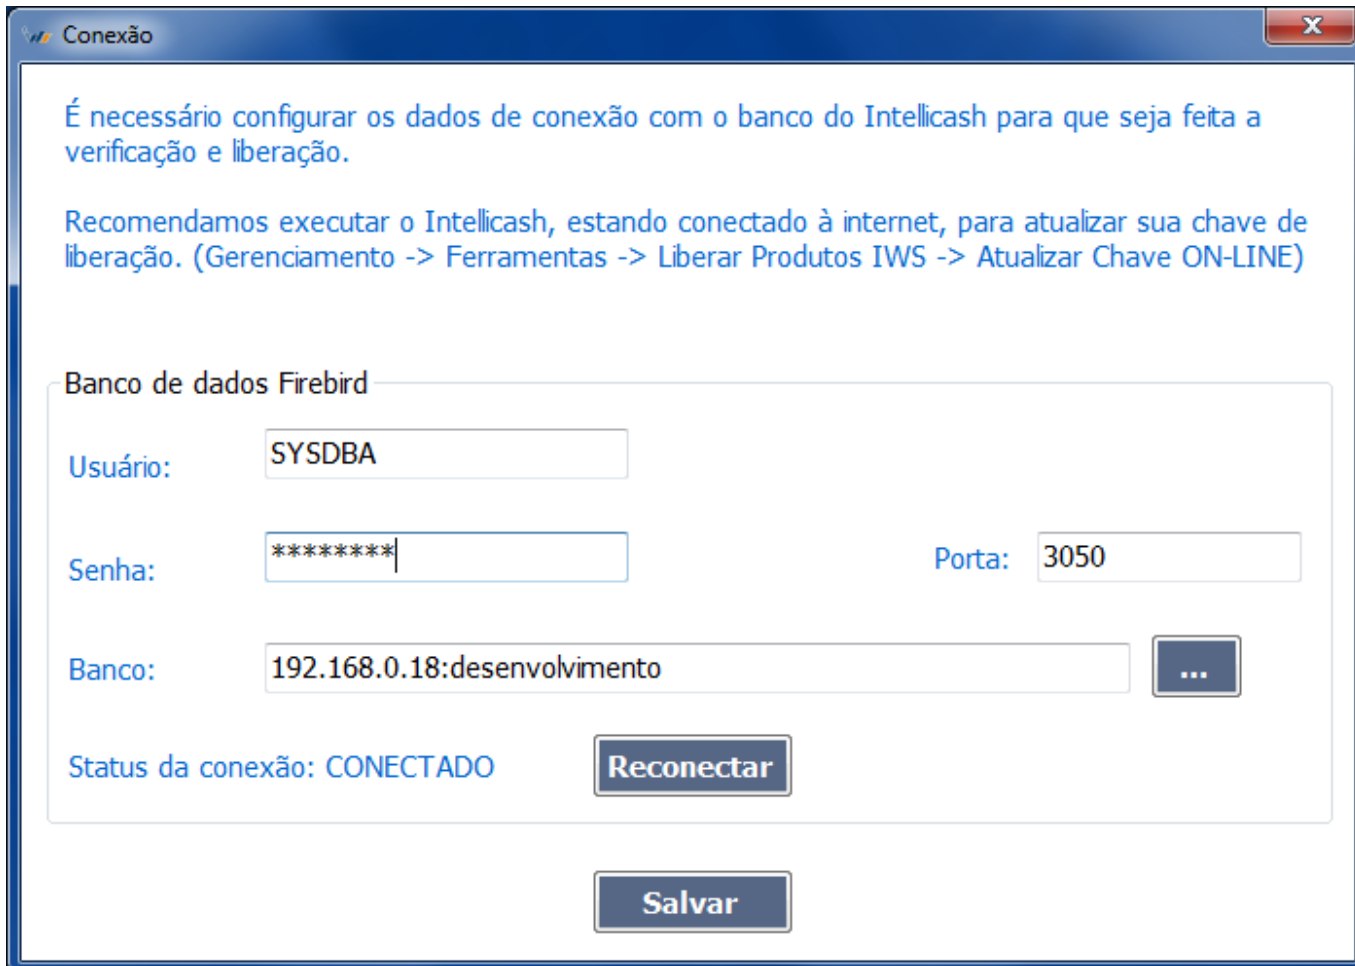 Conexão
É necessário configurar os dados de conexão com o banco do Intellicash para que seja feita a
verificação e liberação.
Recomendamos executar o Intellicash, estando conectado à internet, para atualizar sua chave de
liberação. (Gerenciamento -> Ferramentas -> Liberar Produtos IWS -> Atualizar Chave ON-LINE)
Banco de dados Firebird
Usuário: SYSDBA
Senha: ******** Porta: 3050
Banco: 192.168.0.18:desenvolvimento ...
Status da conexão: CONECTADO Reconectar
Salvar